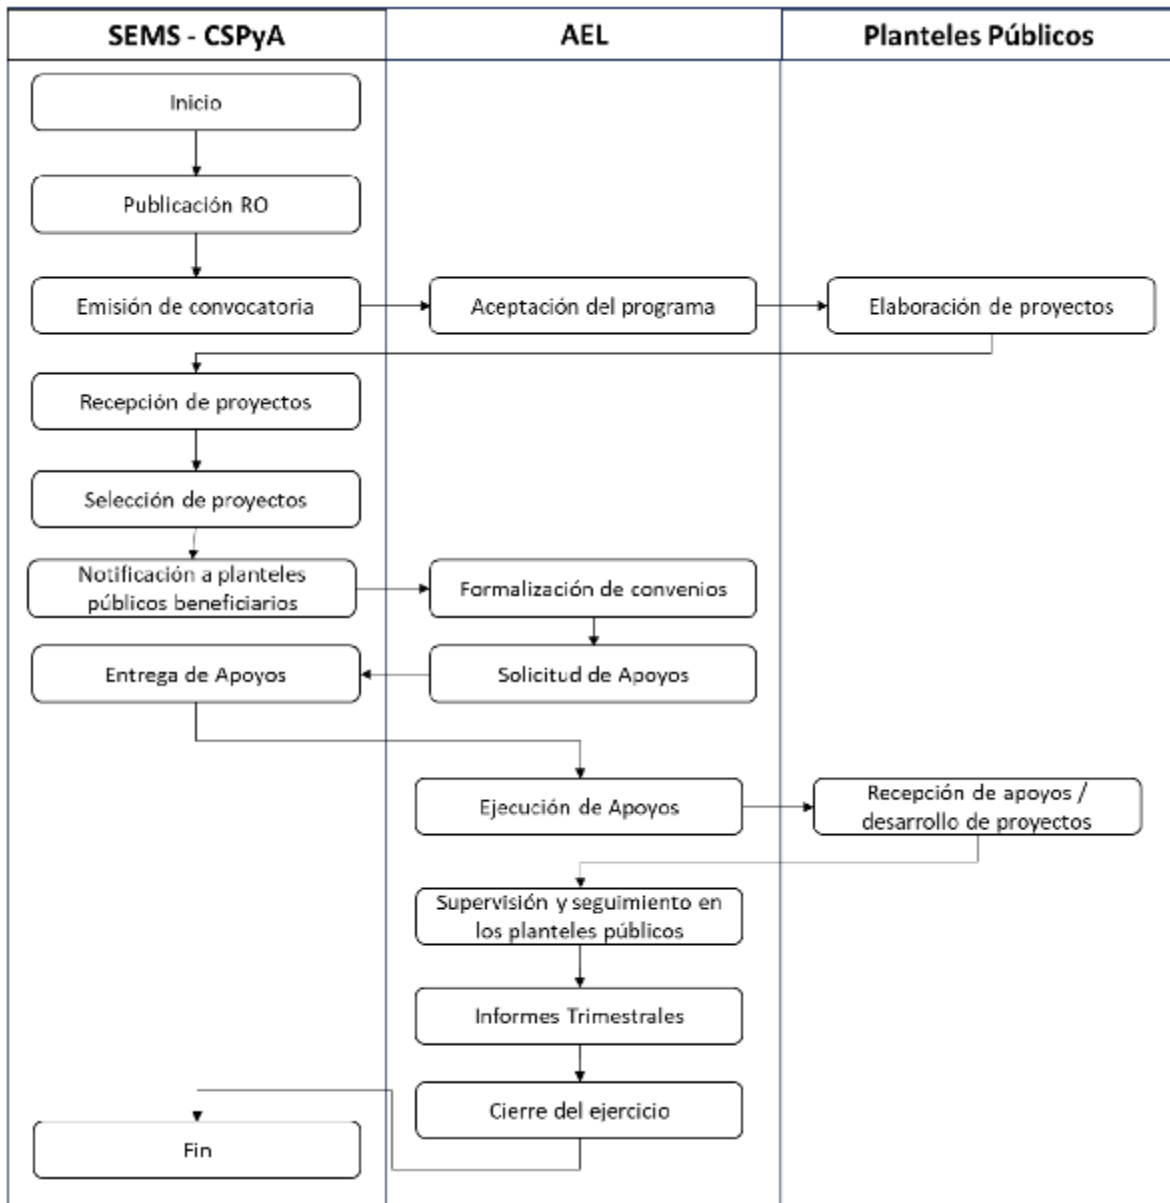 SEMS - CSPyA
AEL
Planteles Públicos
Inicio
Publicación RO
Emisión de convocatoria
Aceptación del programa
Elaboración de proyectos
Recepción de proyectos
Selección de proyectos
Notificación a planteles
públicos beneficiarios
Formalización de convenios
Entrega de Apoyos
Solicitud de Apoyos
Ejecución de Apoyos
Recepción de apoyos /
desarrollo de proyectos
Supervisión y seguimiento en
los planteles públicos
Informes Trimestrales
Cierre del ejercicio
Fin